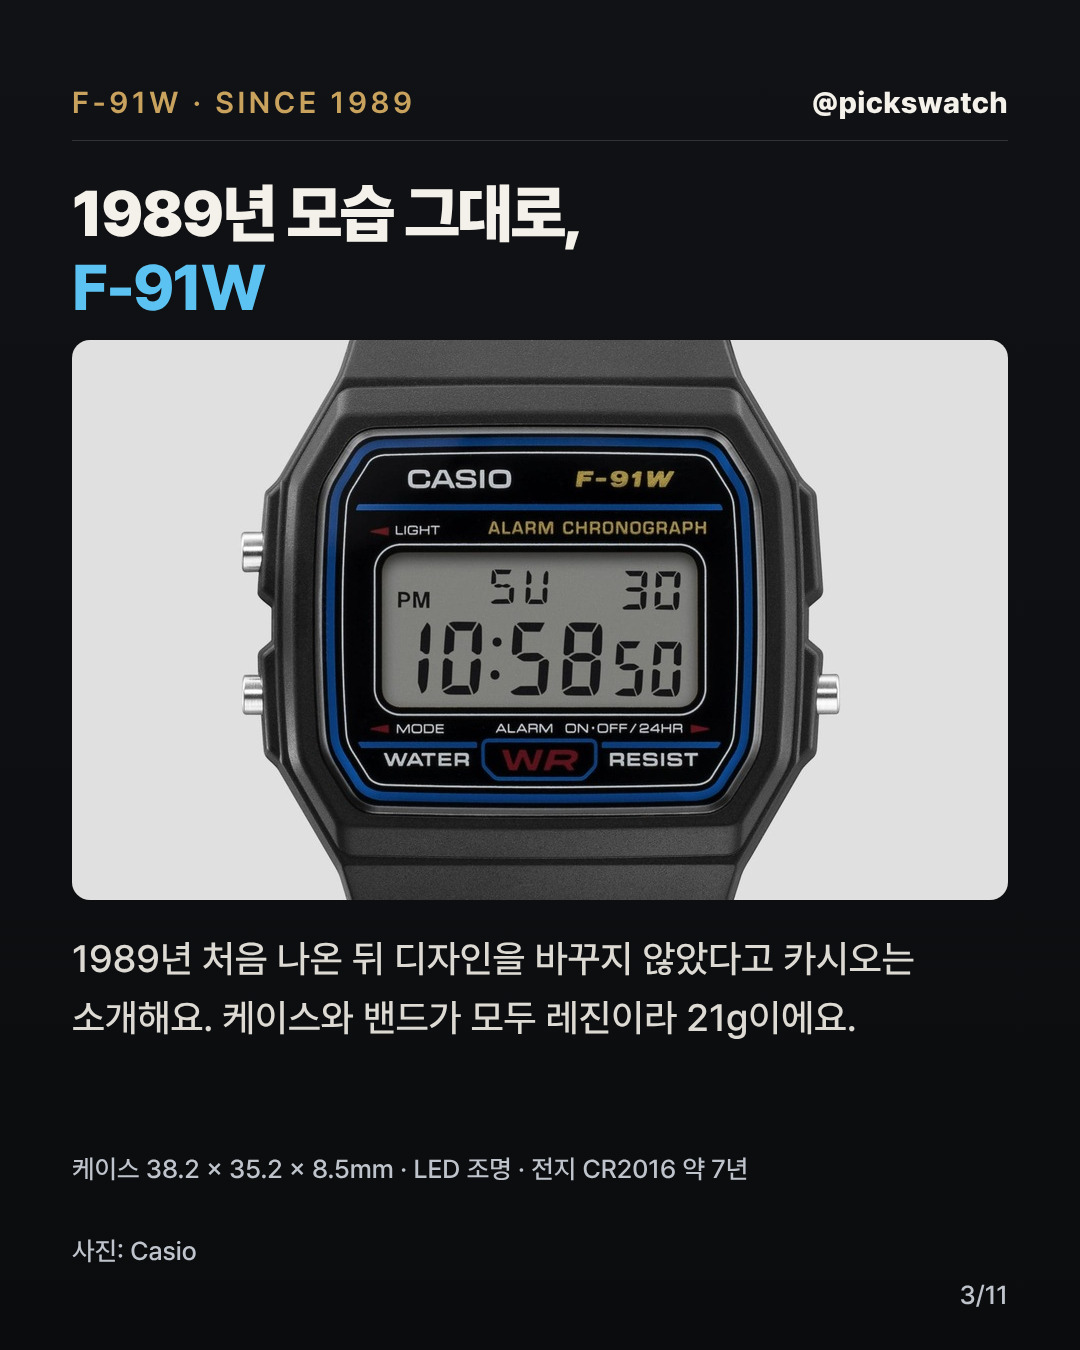 F-91W · SINCE 1989
@pickswatch
1989년 모습 그대로,
F-91W
CASIO F-91W
LIGHT ALARM CHRONOGRAPH
SU 30
PM
10:58 50
MODE ALARM ON·OFF/24HR
WATER WR RESIST
1989년 처음 나온 뒤 디자인을 바꾸지 않았다고 카시오는
소개해요. 케이스와 밴드가 모두 레진이라 21g이에요.
케이스 38.2 × 35.2 × 8.5mm · LED 조명 · 전지 CR2016 약 7년
사진: Casio
3/11